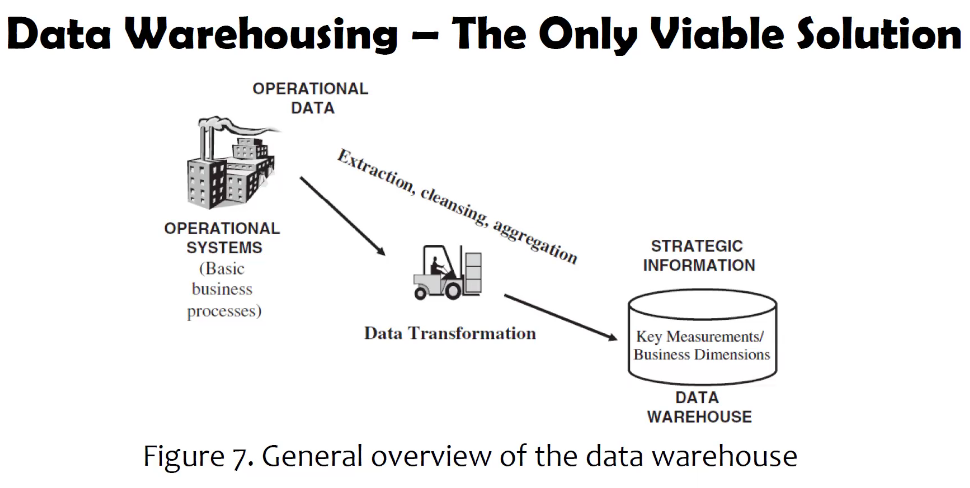 Data Warehousing – The Only Viable Solution
OPERATIONAL
DATA
Extraction, cleansing, aggregation
OPERATIONAL
SYSTEMS
(Basic
business
processes)
Data Transformation
STRATEGIC
INFORMATION
Key Measurements/
Business Dimensions
DATA
WAREHOUSE
Figure 7. General overview of the data warehouse